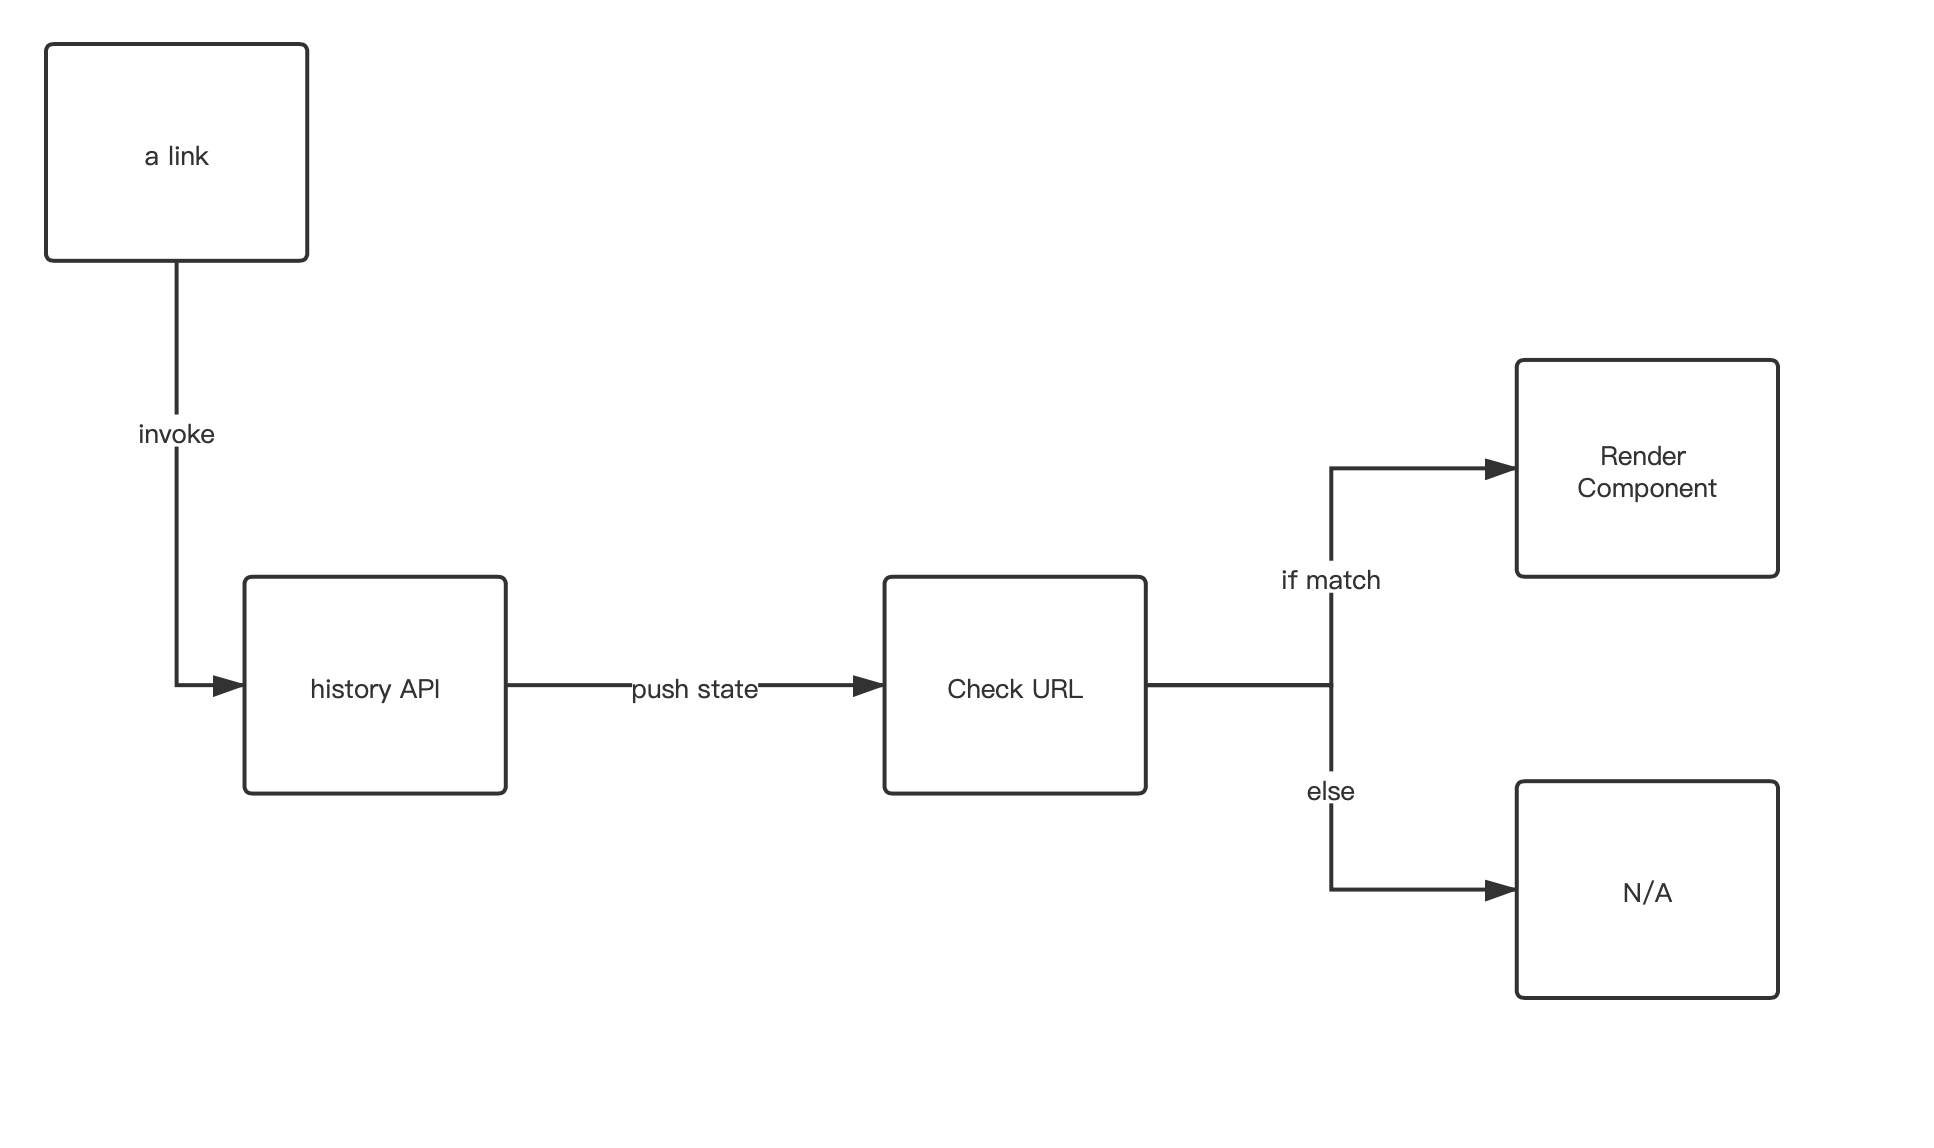 a link
invoke
history API
push state
Check URL
if match
else
Render
Component
N/A